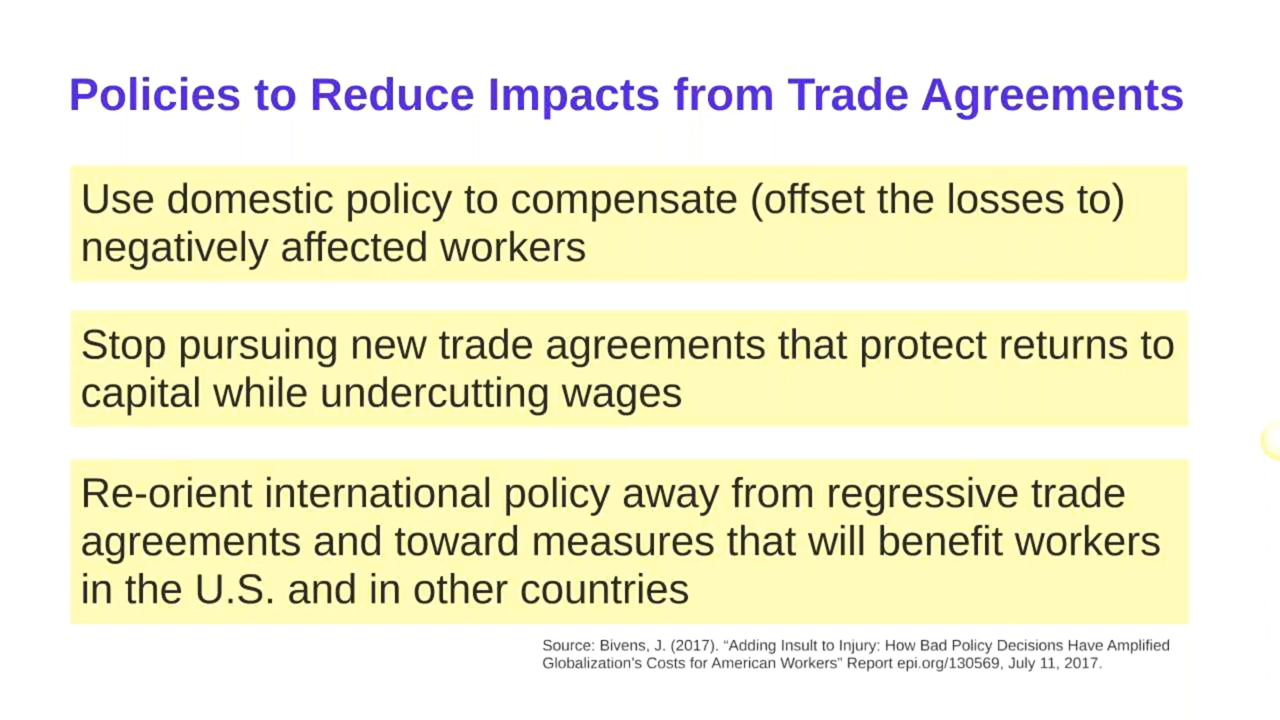 Policies to Reduce Impacts from Trade Agreements
Use domestic policy to compensate (offset the losses to)
negatively affected workers
Stop pursuing new trade agreements that protect returns to
capital while undercutting wages
Re-orient international policy away from regressive trade
agreements and toward measures that will benefit workers
in the U.S. and in other countries
Source: Bivens, J. (2017). “Adding Insult to Injury: How Bad Policy Decisions Have Amplified
Globalization’s Costs for American Workers” Report epi.org/130569, July 11, 2017.